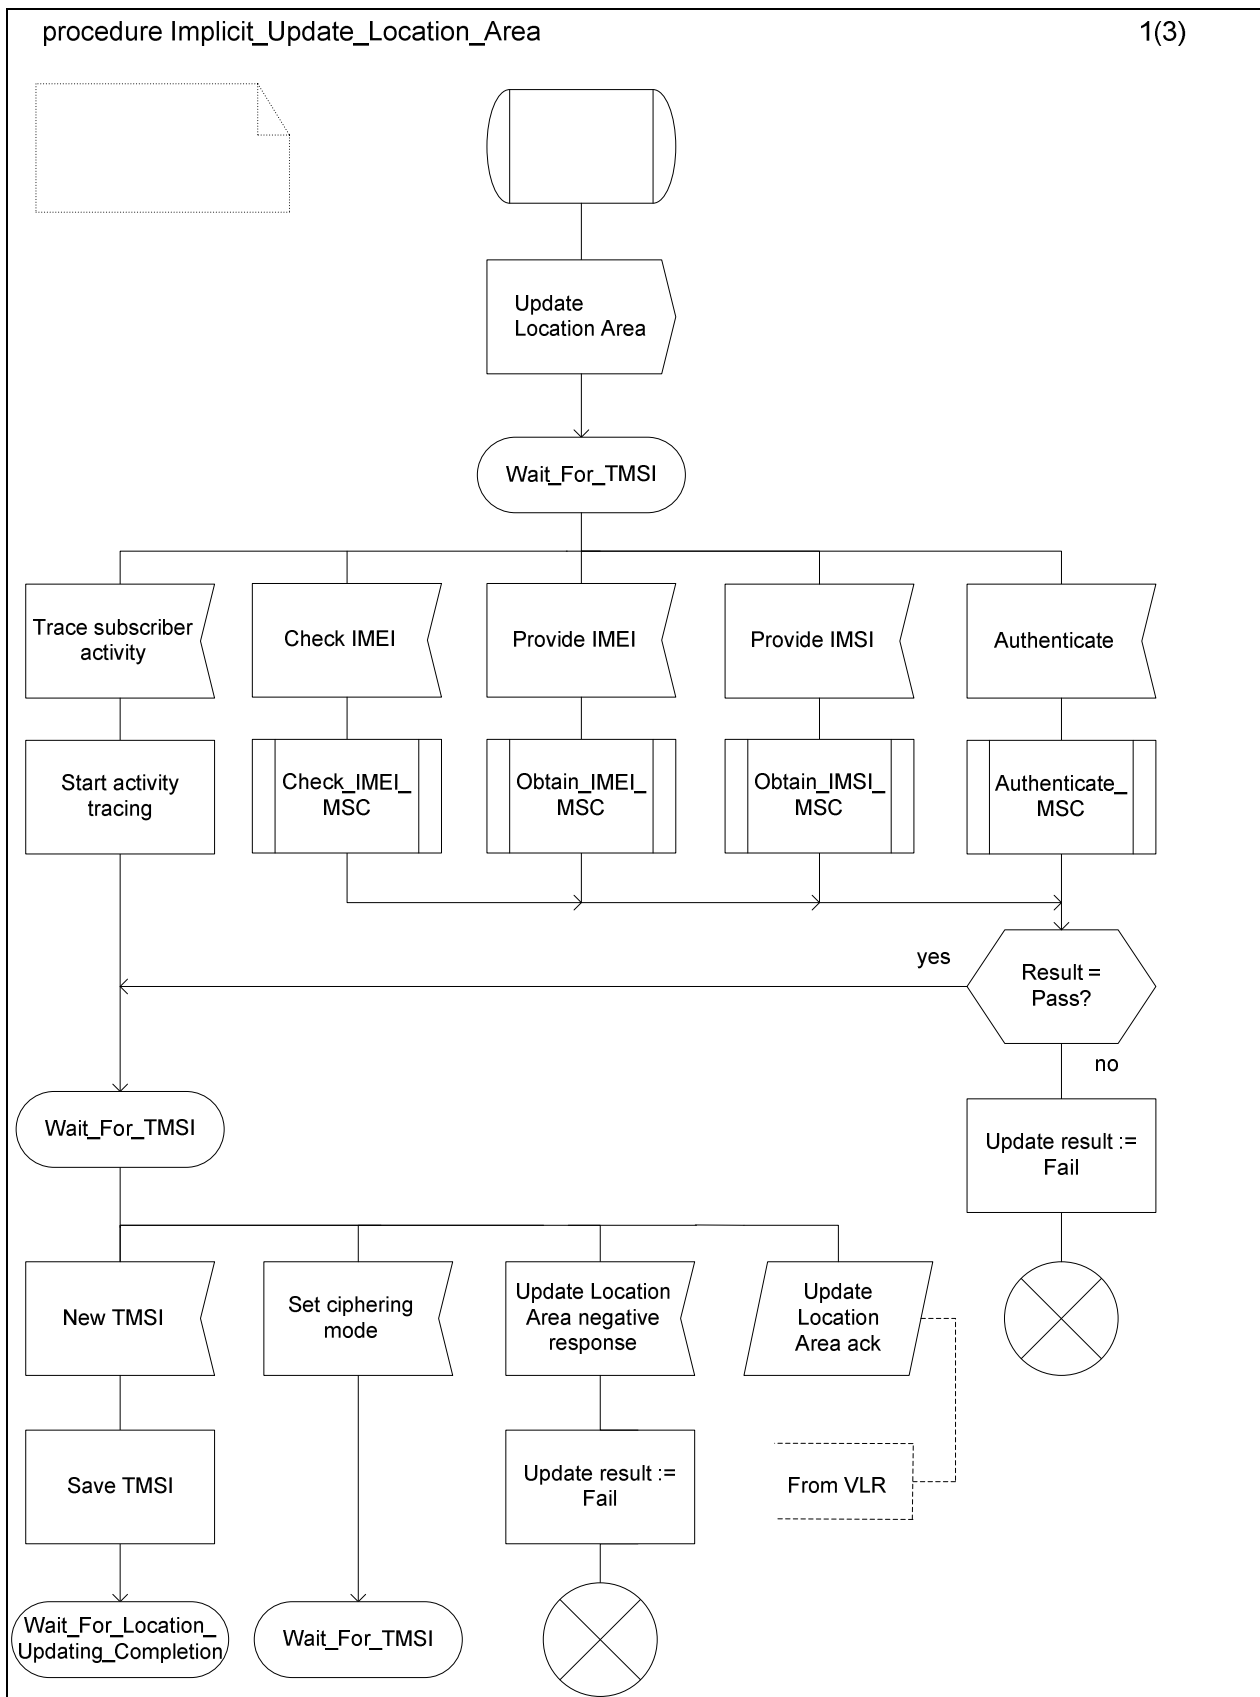 procedure Implicit_Update_Location_Area
1(3)
Update
Location Area
Wait_For_TMSI
Trace subscriber
activity
Check IMEI
Provide IMEI
Provide IMSI
Authenticate
Start activity
tracing
Check_IMEI_
MSC
Obtain_IMEI_
MSC
Obtain_IMSI_
MSC
Authenticate_
MSC
yes
Result =
Pass?
no
Wait_For_TMSI
Update result :=
Fail
New TMSI
Set ciphering
mode
Update Location
Area negative
response
Update
Location
Area ack
Save TMSI
Update result :=
Fail
From VLR
Wait_For_Location_
Updating_Completion
Wait_For_TMSI